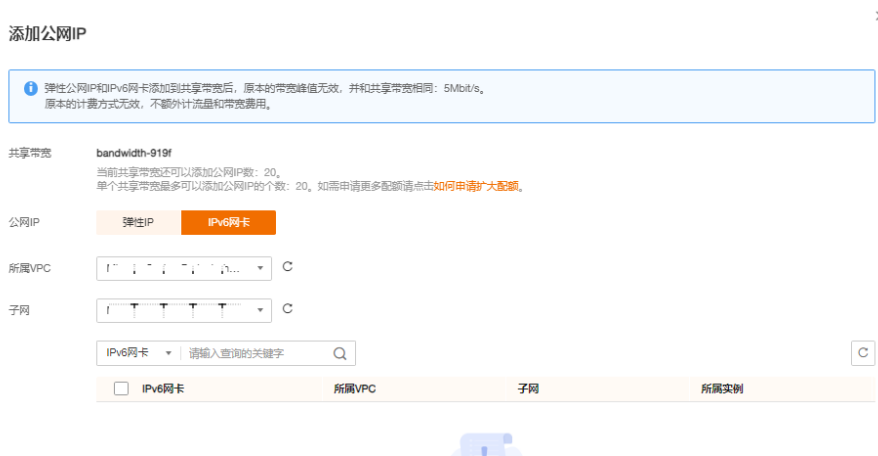 添加公网IP
弹性公网IP和IPv6网卡添加到共享带宽后，原本的带宽峰值无效，并和共享带宽相同：5Mbit/s。
原本的计费方式无效，不额外计流量和带宽费用。
共享带宽 bandwidth-919f
当前共享带宽还可以添加公网IP数：20。
单个共享带宽最多可以添加公网IP的个数：20。如需申请更多配额请点击如何申请扩大配额。
公网IP 弹性IP IPv6网卡
所属VPC
子网
IPv6网卡 请输入查询的关键字
IPv6网卡 所属VPC 子网 所属实例